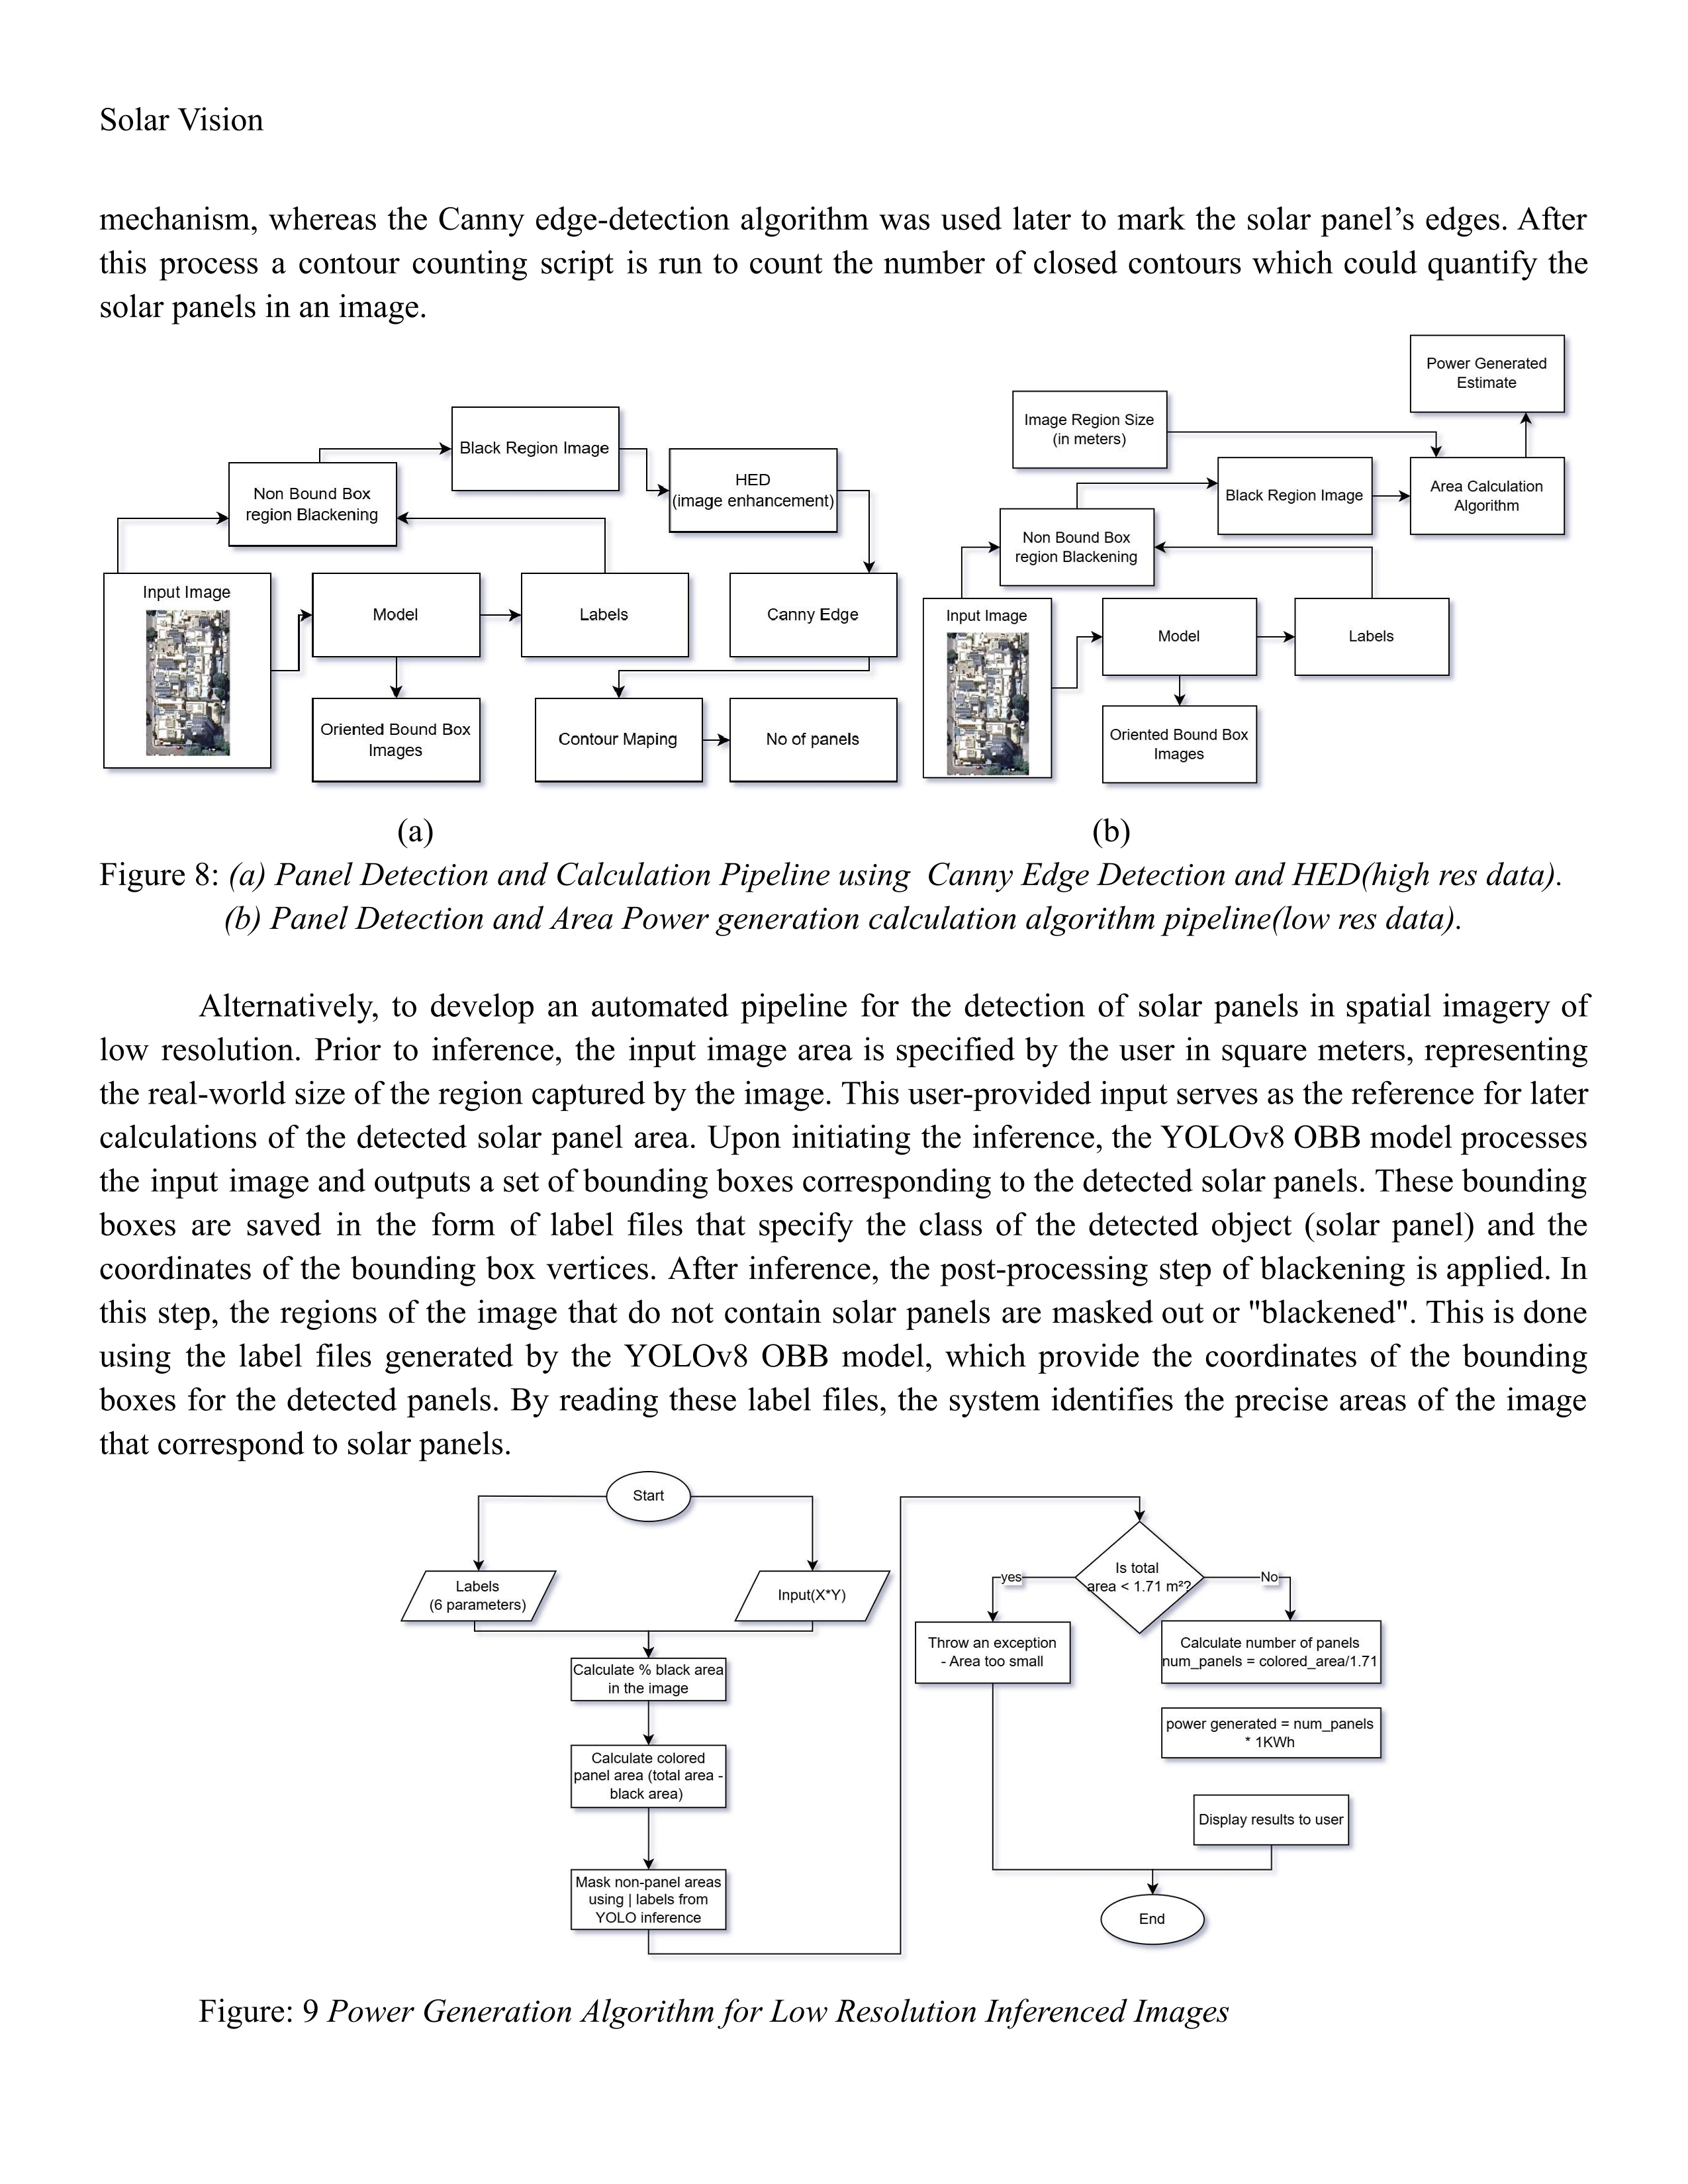 Solar Vision
mechanism, whereas the Canny edge-detection algorithm was used later to mark the solar panel’s edges. After
this process a contour counting script is run to count the number of closed contours which could quantify the
solar panels in an image.
Black Region Image
Non Bound Box
region Blackening
HED
(image enhancement)
Input Image
Model
Labels
Canny Edge
Oriented Bound Box
Images
Contour Maping
No of panels
(a)
Power Generated
Estimate
Image Region Size
(in meters)
Black Region Image
Area Calculation
Algorithm
Non Bound Box
region Blackening
Input Image
Model
Labels
Oriented Bound Box
Images
(b)
Figure 8: (a) Panel Detection and Calculation Pipeline using  Canny Edge Detection and HED(high res data).
(b) Panel Detection and Area Power generation calculation algorithm pipeline(low res data).
Alternatively, to develop an automated pipeline for the detection of solar panels in spatial imagery of
low resolution. Prior to inference, the input image area is specified by the user in square meters, representing
the real-world size of the region captured by the image. This user-provided input serves as the reference for later
calculations of the detected solar panel area. Upon initiating the inference, the YOLOv8 OBB model processes
the input image and outputs a set of bounding boxes corresponding to the detected solar panels. These bounding
boxes are saved in the form of label files that specify the class of the detected object (solar panel) and the
coordinates of the bounding box vertices. After inference, the post-processing step of blackening is applied. In
this step, the regions of the image that do not contain solar panels are masked out or "blackened". This is done
using the label files generated by the YOLOv8 OBB model, which provide the coordinates of the bounding
boxes for the detected panels. By reading these label files, the system identifies the precise areas of the image
that correspond to solar panels.
Start
Labels
(6 parameters)
Input(X*Y)
Calculate % black area
in the image
Calculate colored
panel area (total area -
black area)
Mask non-panel areas
using | labels from
YOLO inference
Is total
area < 1.71 m²?
yes
No
Throw an exception
- Area too small
Calculate number of panels
num_panels = colored_area/1.71
power generated = num_panels
* 1KWh
Display results to user
End
Figure: 9 Power Generation Algorithm for Low Resolution Inferenced Images